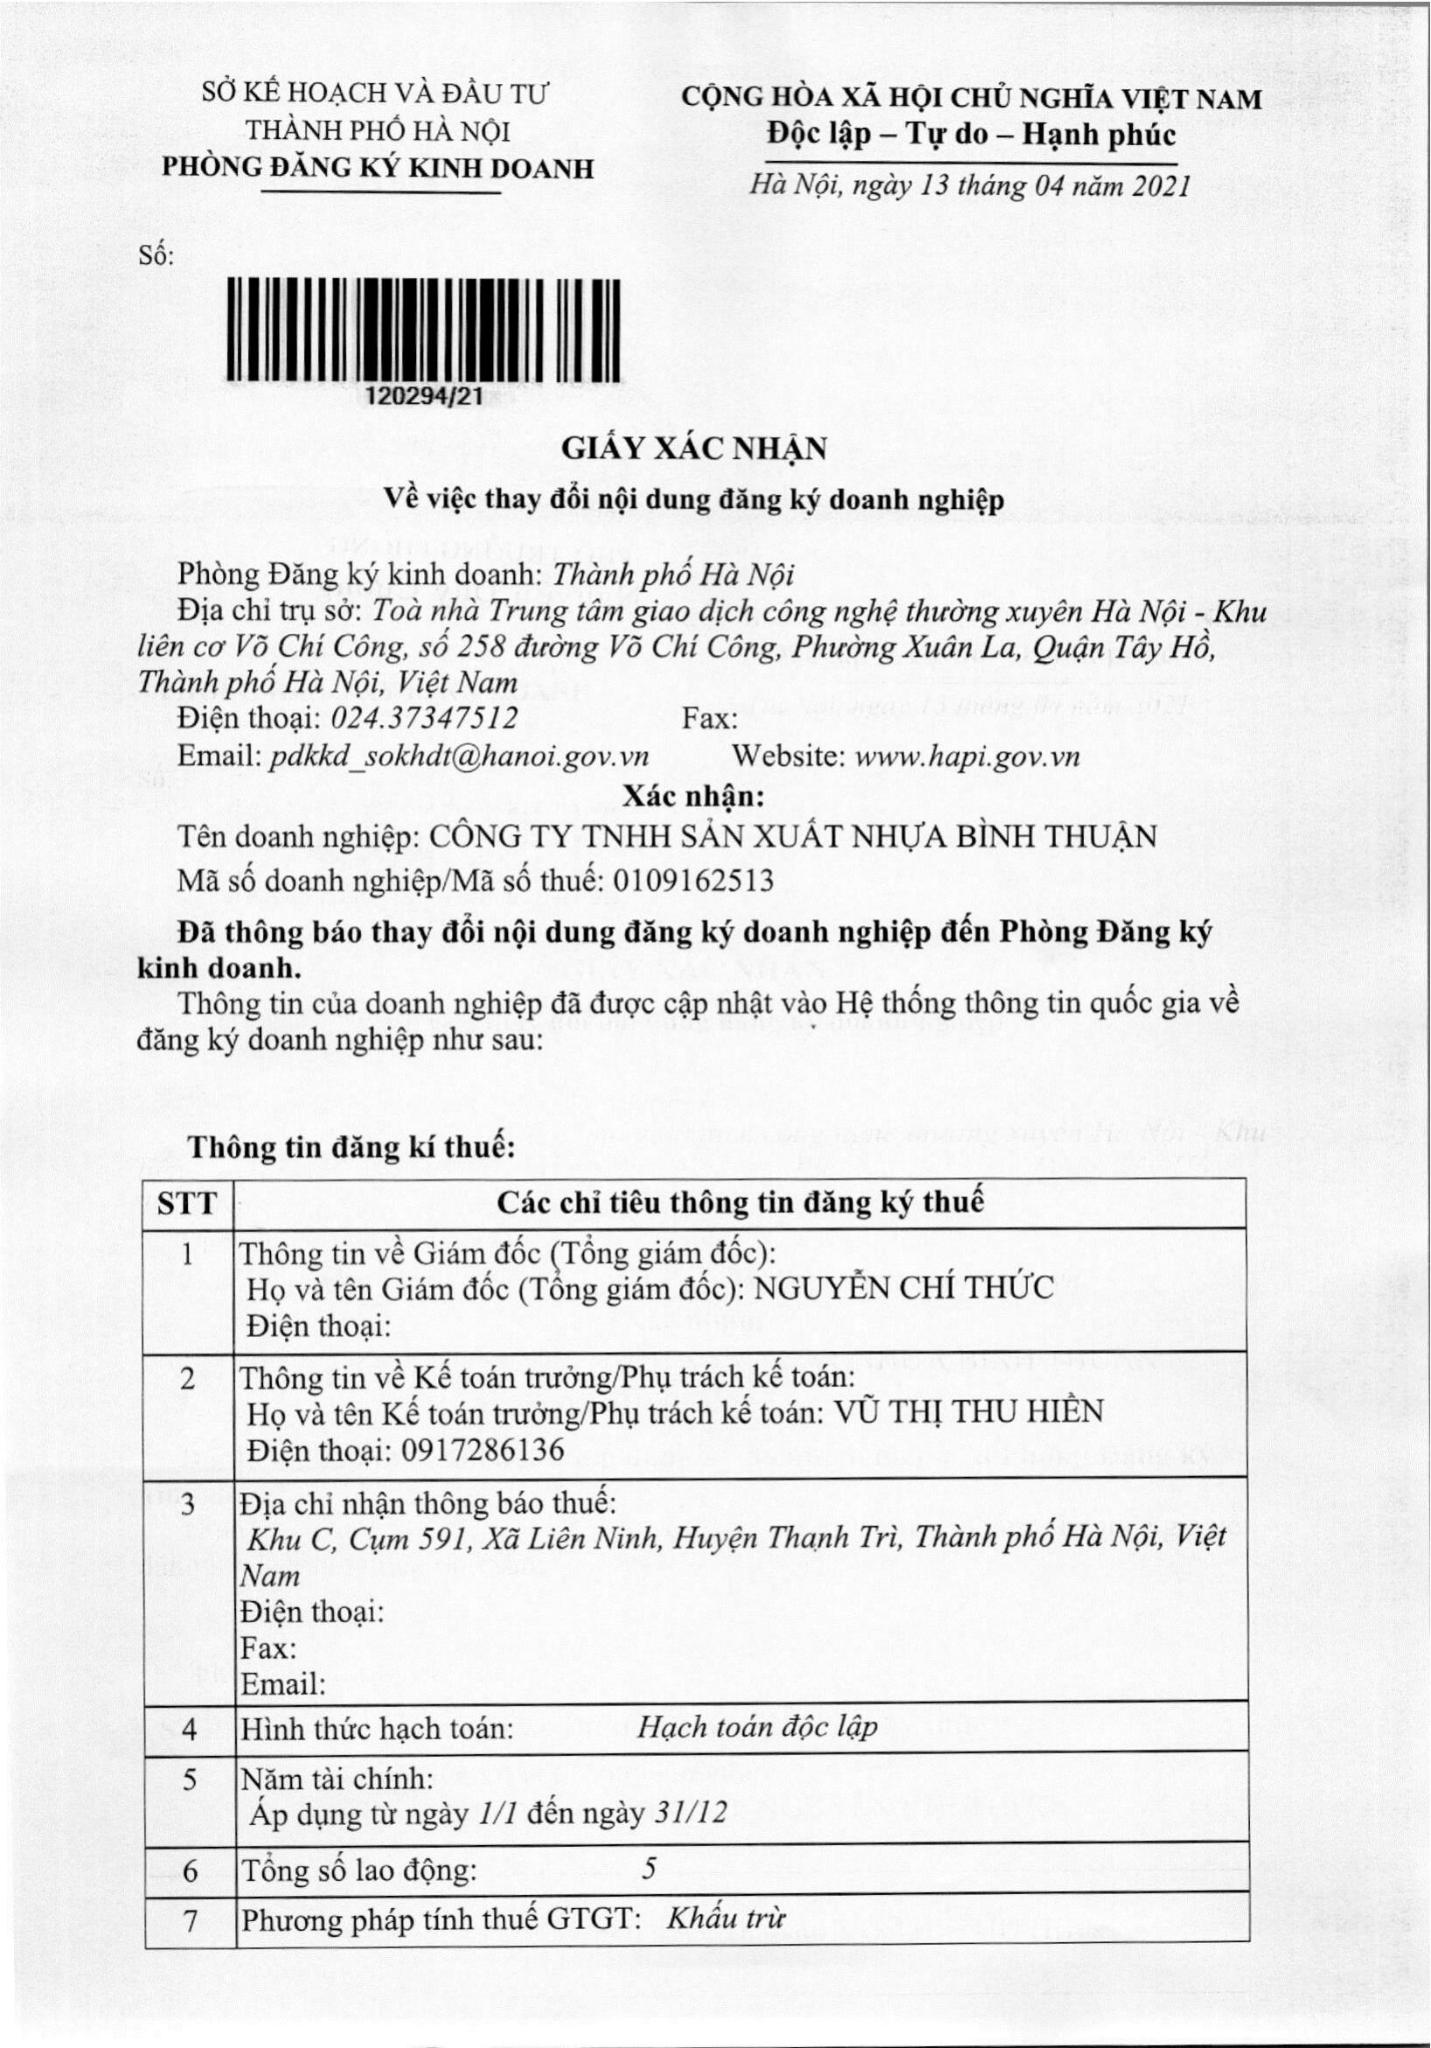 SỞ KẾ HOẠCH VÀ ĐẦU TƯ
THÀNH PHỐ HÀ NỘI
PHÒNG ĐĂNG KÝ KINH DOANH
CỘNG HÒA XÃ HỘI CHỦ NGHĨA VIỆT NAM
Độc lập – Tự do – Hạnh phúc
Hà Nội, ngày 13 tháng 04 năm 2021
Số:
120294/21
GIẤY XÁC NHẬN
Về việc thay đổi nội dung đăng ký doanh nghiệp
Phòng Đăng ký kinh doanh: Thành phố Hà Nội
Địa chỉ trụ sở: Toà nhà Trung tâm giao dịch công nghệ thường xuyên Hà Nội - Khu
liên cơ Võ Chí Công, số 258 đường Võ Chí Công, Phường Xuân La, Quận Tây Hồ,
Thành phố Hà Nội, Việt Nam
Điện thoại: 024.37347512 Fax:
Email: pdkkd_sokhdt@hanoi.gov.vn Website: www.hapi.gov.vn
Xác nhận:
Tên doanh nghiệp: CÔNG TY TNHH SẢN XUẤT NHỰA BÌNH THUẬN
Mã số doanh nghiệp/Mã số thuế: 0109162513
Đã thông báo thay đổi nội dung đăng ký doanh nghiệp đến Phòng Đăng ký
kinh doanh.
Thông tin của doanh nghiệp đã được cập nhật vào Hệ thống thông tin quốc gia về
đăng ký doanh nghiệp như sau:
Thông tin đăng kí thuế:
STT Các chỉ tiêu thông tin đăng ký thuế
1 Thông tin về Giám đốc (Tổng giám đốc):
Họ và tên Giám đốc (Tổng giám đốc): NGUYỄN CHÍ THỨC
Điện thoại:
2 Thông tin về Kế toán trưởng/Phụ trách kế toán:
Họ và tên Kế toán trưởng/Phụ trách kế toán: VŨ THỊ THU HIỀN
Điện thoại: 0917286136
3 Địa chỉ nhận thông báo thuế:
Khu C, Cụm 591, Xã Liên Ninh, Huyện Thanh Trì, Thành phố Hà Nội, Việt
Nam
Điện thoại:
Fax:
Email:
4 Hình thức hạch toán: Hạch toán độc lập
5 Năm tài chính:
Áp dụng từ ngày 1/1 đến ngày 31/12
6 Tổng số lao động: 5
7 Phương pháp tính thuế GTGT: Khấu trừ